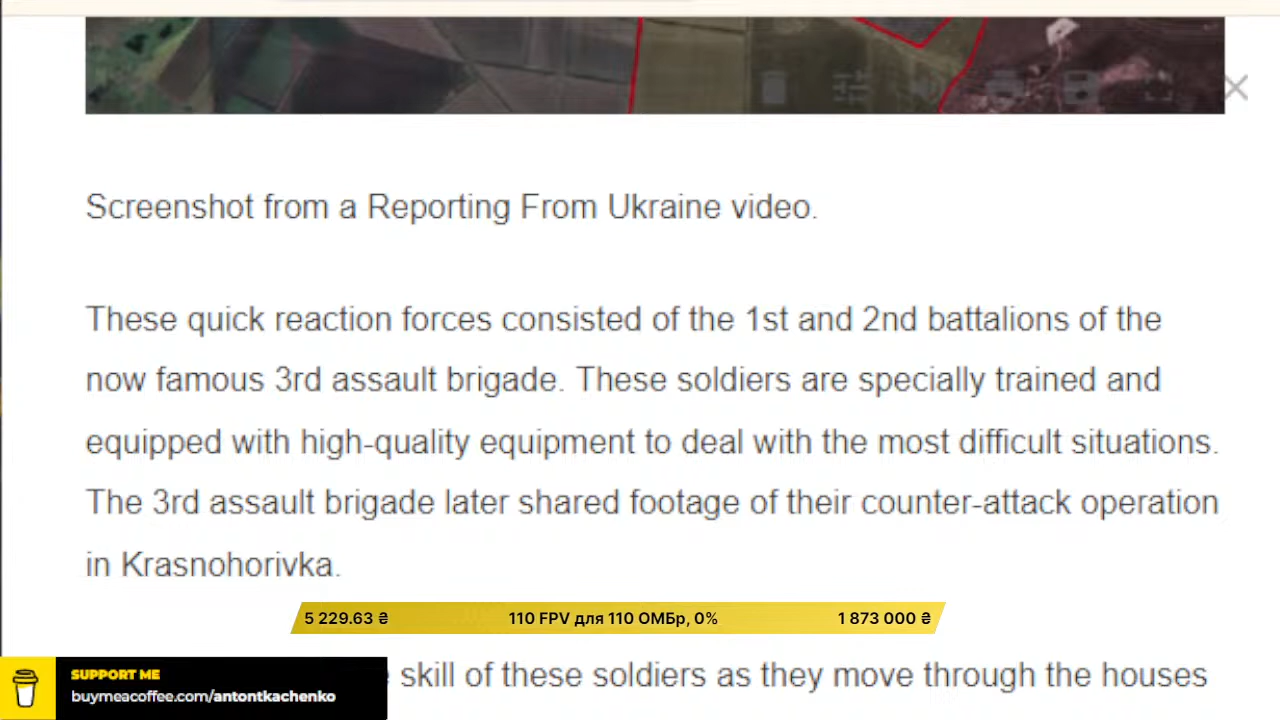 Screenshot from a Reporting From Ukraine video.
These quick reaction forces consisted of the 1st and 2nd battalions of the
now famous 3rd assault brigade. These soldiers are specially trained and
equipped with high-quality equipment to deal with the most difficult situations.
The 3rd assault brigade later shared footage of their counter-attack operation
in Krasnohorivka.
5 229.63 ₴ 110 FPV для 110 ОМБр, 0% 1 873 000 ₴
skill of these soldiers as they move through the houses
SUPPORT ME
buymeacoffee.com/antontkachenko